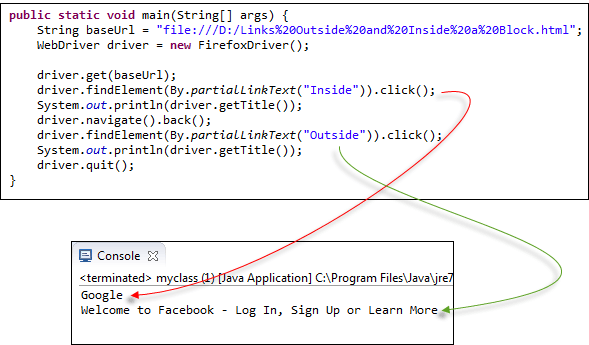 public static void main(String[] args) {
String baseUrl = "file:///D:/Links%20Outside%20and%20Inside%20a%20Block.html";
WebDriver driver = new FirefoxDriver();
driver.get(baseUrl);
driver.findElement(By.partialLinkText("Inside")).click();
System.out.println(driver.getTitle());
driver.navigate().back();
driver.findElement(By.partialLinkText("Outside")).click();
System.out.println(driver.getTitle());
driver.quit();
}
Console
<terminated> myclass (1) [Java Application] C:\Program Files\Java\jre7
Google
Welcome to Facebook - Log In, Sign Up or Learn More